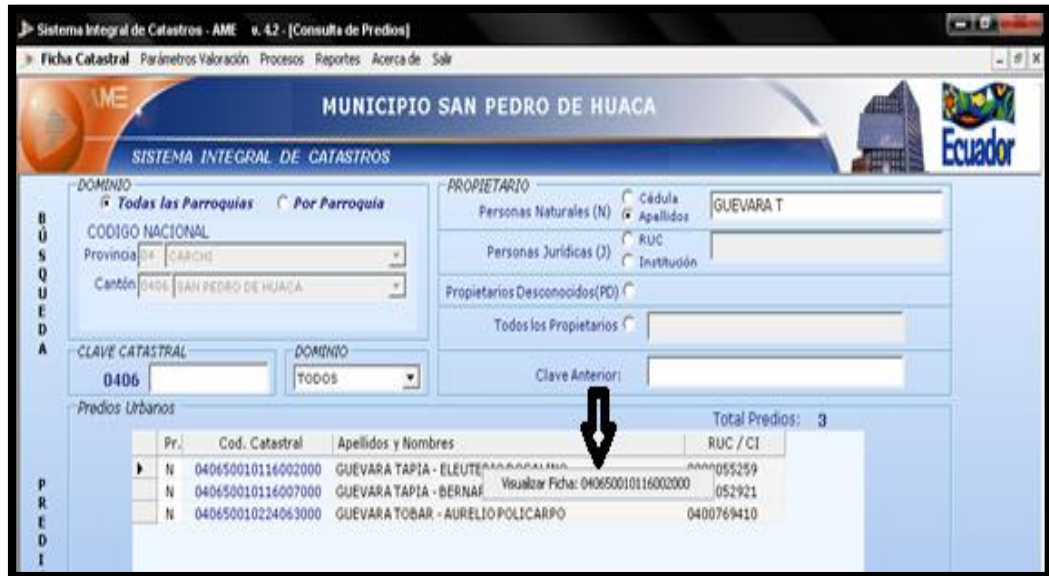 Sistema Integral de Catastros - AME v. 4.2 - [Consulta de Predios]
Ficha Catastral Parámetros Valoración Procesos Reportes Acerca de Salir
AME
MUNICIPIO SAN PEDRO DE HUACA
SISTEMA INTEGRAL DE CATASTROS
Ecuador
BÚSQUEDA
DOMINIO
Todas las Parroquias Por Parroquia
CODIGO NACIONAL
Provincia 04 CARCHI
Cantón 0406 SAN PEDRO DE HUACA
PROPIETARIO
Personas Naturales (N) Cédula Apellidos GUEVARA T
Personas Jurídicas (J) RUC Institución
Propietarios Desconocidos(PD)
Todos los Propietarios
Clave Anterior:
CLAVE CATASTRAL
0406
DOMINIO
TODOS
PREDI
Predios Urbanos
Total Predios: 3
Pr. Cod. Catastral Apellidos y Nombres RUC / CI
N 040650010116002000 GUEVARA TAPIA - 055259
N 040650010116007000 GUEVARA TAPIA - 052921
Visualizar Ficha: 040650010116002000
N 040650010224063000 GUEVARA TOBAR - AURELIO POLICARPO 0400769410